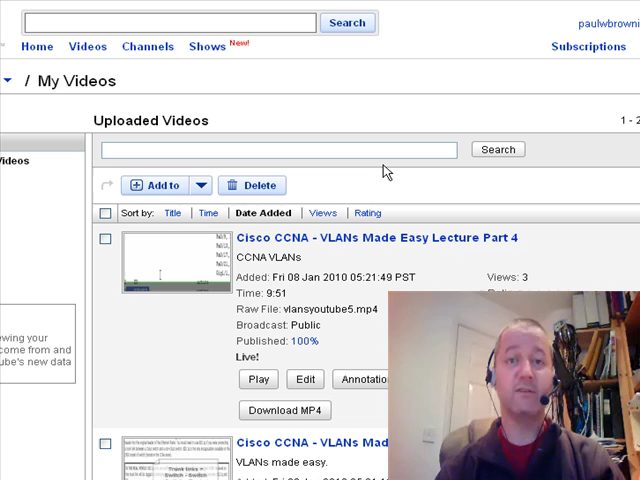 Search
paulwbrowni
Home Videos Channels Shows New! Subscriptions
/ My Videos
Uploaded Videos 1 - 2
Videos
Search
Add to Delete
Sort by: Title Time Date Added Views Rating
Cisco CCNA - VLANs Made Easy Lecture Part 4
CCNA VLANs
Added: Fri 08 Jan 2010 05:21:49 PST Views: 3
Time: 9:51
Raw File: vlansyoutube5.mp4
Broadcast: Public
Published: 100%
Live!
ewing your
come from and
ube's new data
Play Edit Annotatio
Download MP4
Cisco CCNA - VLANs Mad
VLANs made easy.
Trunk links =
Switch - Switch